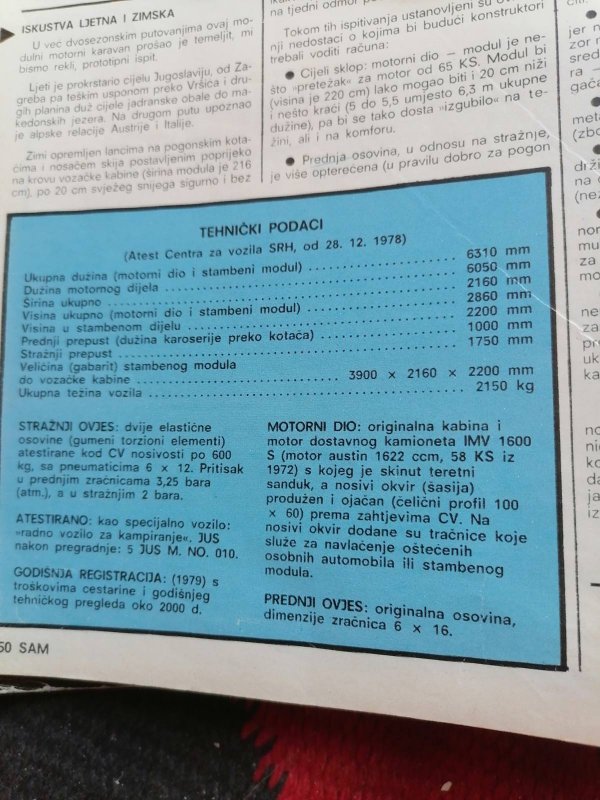 ISKUSTVA LJETNA I ZIMSKA
U već dvosezonskim putovanjima ovaj mo-
dulni motorni karavan prošao je temeljit, mi
bismo rekli, prototipni ispit.
Ljeti je prokrstario cijelu Jugoslaviju, od Za-
greba pa teškim usponom preko Vršića i dru-
gih planina duž cijele jadranske obale do ma-
kedonskih jezera. Na drugom putu upoznao
je alpske relacije Austrije i Italije.
Zimi opremljen lancima na pogonskim kota-
čima i nosačem skija postavljenim poprijeko
na krovu vozačke kabine (širina modula je 216
cm), po 20 cm svježeg snijega sigurno i bez
na tjedni odmor
Tokom tih ispitivanja ustanovljeni su
nji nedostaci o kojima bi budući konstruktori
trebali voditi računa:
● Cijeli sklop: motorni dio — modul je ne-
što »pretežak« za motor od 65 KS. Modul bi
(visina je 220 cm) lako mogao biti i 20 cm niži
i nešto kraći (5 do 5,5 umjesto 6,3 m ukupne
dužine), pa bi se tako dosta »izgubilo« na te-
žini, ali i na komforu.
● Prednja osovina, u odnosu na stražnje,
je više opterećena (u pravilu dobro za pogon
TEHNIČKI PODACI
(Atest Centra za vozila SRH, od 28. 12. 1978)
Ukupna dužina (motorni dio i stambeni modul) ........ 6310 mm
Dužina motornog dijela ........ 6050 mm
Širina ukupno ........ 2160 mm
Visina ukupno (motorni dio i stambeni modul) ........ 2860 mm
Visina u stambenom dijelu ........ 2200 mm
Prednji prepust (dužina karoserije preko kotača) ........ 1000 mm
Stražnji prepust ........ 1750 mm
Veličina (gabarit) stambenog modula
do vozačke kabine ........ 3900 × 2160 × 2200 mm
Ukupna težina vozila ........ 2150 kg
STRAŽNJI OVJES: dvije elastične
osovine (gumeni torzioni elementi)
atestirane kod CV nosivosti po 600
kg, sa pneumaticima 6 × 12. Pritisak
u prednjim zračnicama 3,25 bara
(atm.), a u stražnjim 2 bara.
ATESTIRANO: kao specijalno vozilo:
»radno vozilo za kampiranje«. JUS
nakon pregradnje: 5 JUS M. NO. 010.
GODIŠNJA REGISTRACIJA: (1979) s
troškovima cestarine i godišnjeg
tehničkog pregleda oko 2000 d.
MOTORNI DIO: originalna kabina i
motor dostavnog kamioneta IMV 1600
S (motor austin 1622 ccm, 58 KS iz
1972) s kojeg je skinut teretni
sanduk, a nosivi okvir (šasija)
produžen i ojačan (čelični profil 100
× 60) prema zahtjevima CV. Na
nosivi okvir dodane su tračnice koje
služe za navlačenje oštećenih
osobnih automobila ili stambenog
modula.
PREDNJI OVJES: originalna osovina,
dimenzije zračnica 6 × 16.
50 SAM